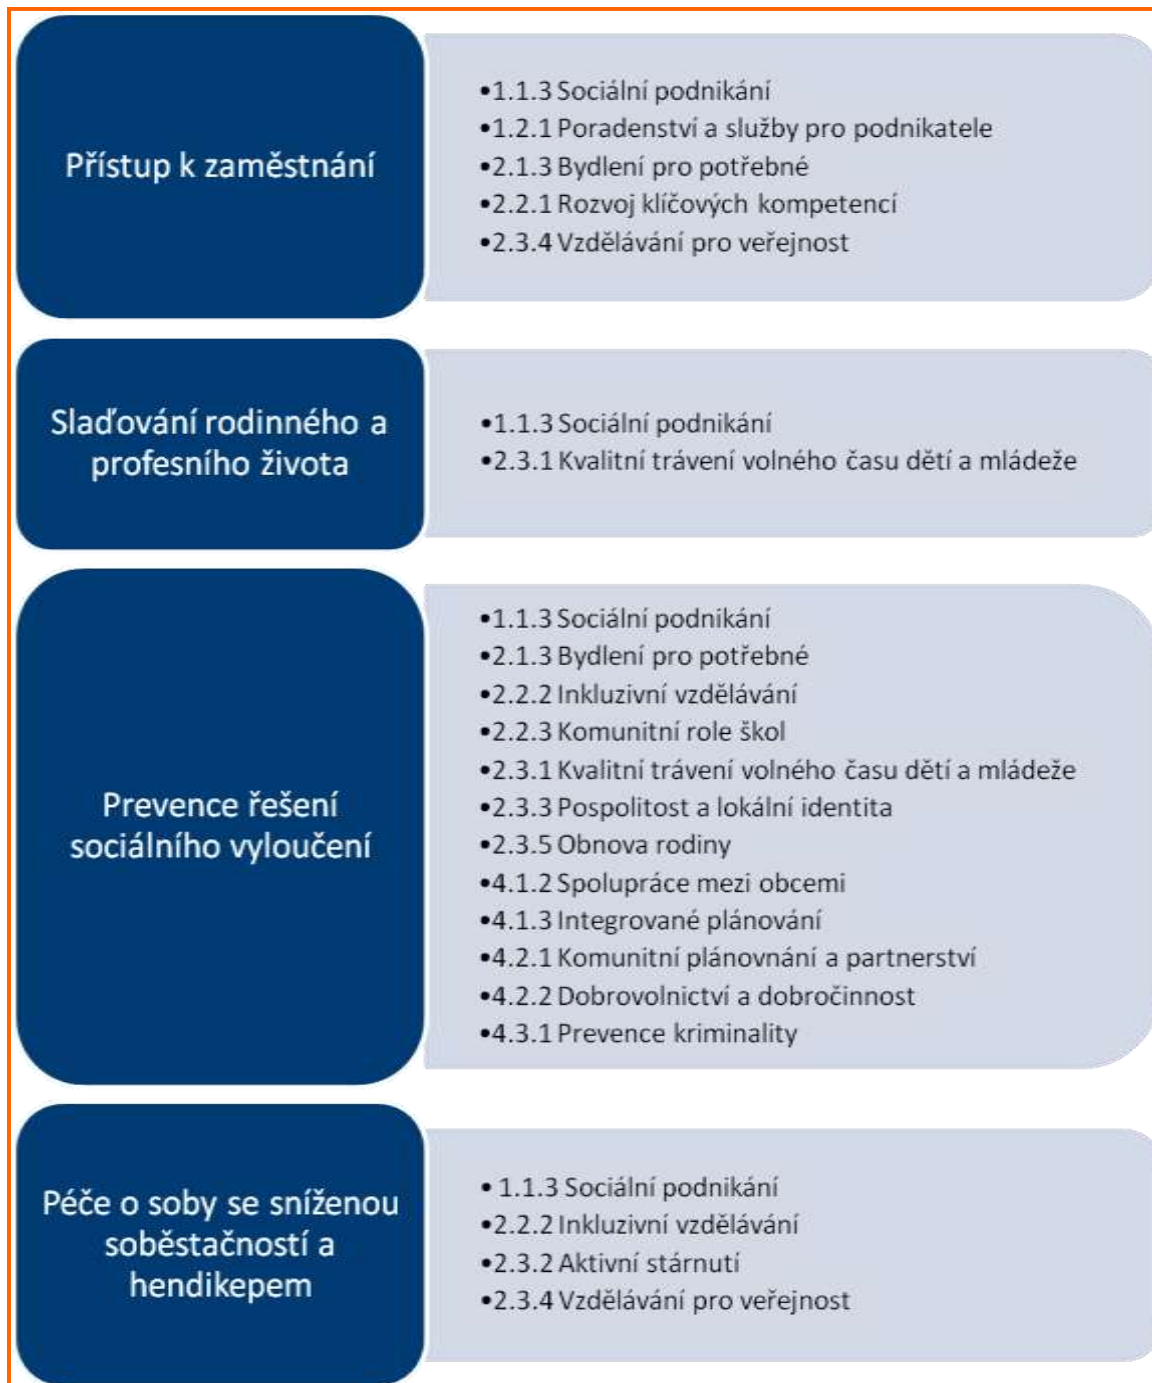 Přístup k zaměstnání
•1.1.3 Sociální podnikání
•1.2.1 Poradenství a služby pro podnikatele
•2.1.3 Bydlení pro potřebné
•2.2.1 Rozvoj klíčových kompetencí
•2.3.4 Vzdělávání pro veřejnost
Slaďování rodinného a
profesního života
•1.1.3 Sociální podnikání
•2.3.1 Kvalitní trávení volného času dětí a mládeže
Prevence řešení
sociálního vyloučení
•1.1.3 Sociální podnikání
•2.1.3 Bydlení pro potřebné
•2.2.2 Inkluzivní vzdělávání
•2.2.3 Komunitní role škol
•2.3.1 Kvalitní trávení volného času dětí a mládeže
•2.3.3 Pospolitost a lokální identita
•2.3.5 Obnova rodiny
•4.1.2 Spolupráce mezi obcemi
•4.1.3 Integrované plánování
•4.2.1 Komunitní plánovnání a partnerství
•4.2.2 Dobrovolnictví a dobročinnost
•4.3.1 Prevence kriminality
Péče o soby se sníženou
soběstačností a
hendikepem
• 1.1.3 Sociální podnikání
•2.2.2 Inkluzivní vzdělávání
•2.3.2 Aktivní stárnutí
•2.3.4 Vzdělávání pro veřejnost